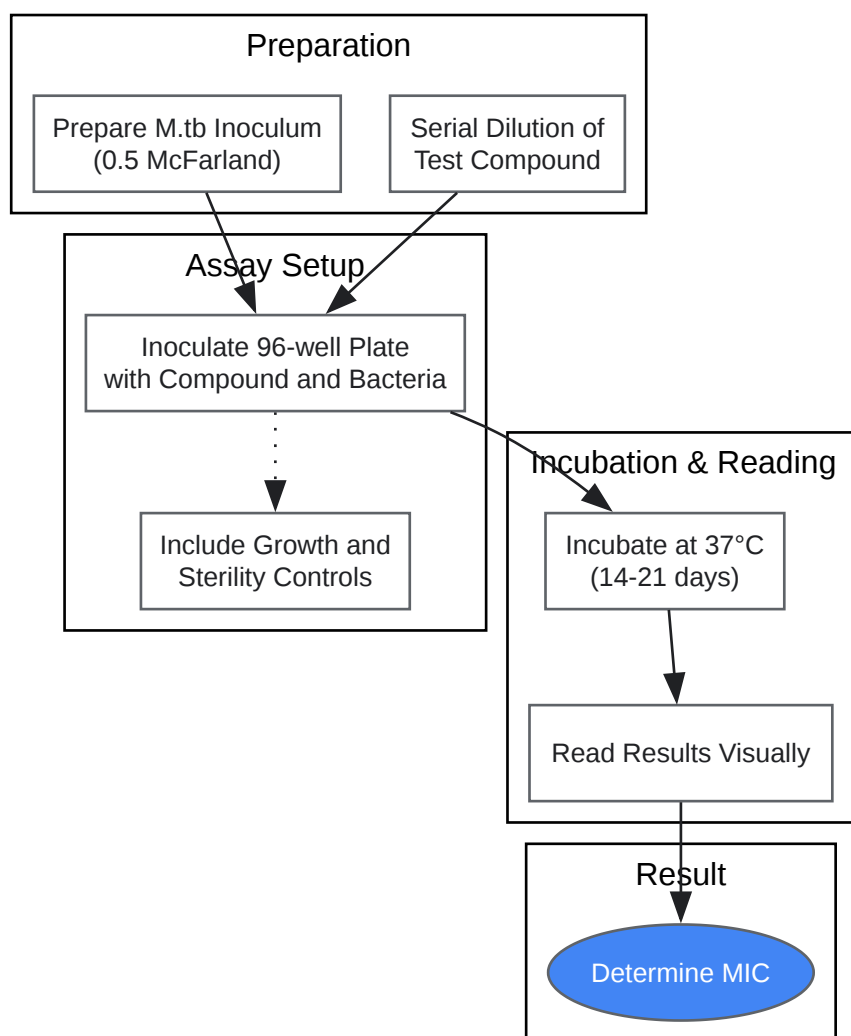 Preparation
Prepare M.tb Inoculum
(0.5 McFarland)
Serial Dilution of
Test Compound
Assay Setup
Inoculate 96-well Plate
with Compound and Bacteria
Include Growth and
Sterility Controls
Incubation & Reading
Incubate at 37°C
(14-21 days)
Read Results Visually
Result
Determine MIC